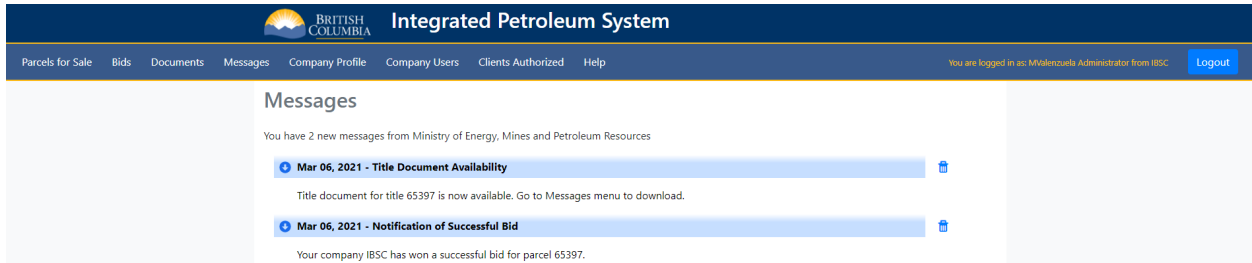 BRITISH
COLUMBIA
Integrated Petroleum System
Parcels for Sale Bids Documents Messages Company Profile Company Users Clients Authorized Help You are logged in as: MValenzuela Administrator from IBSC Logout
Messages
You have 2 new messages from Ministry of Energy, Mines and Petroleum Resources
Mar 06, 2021 - Title Document Availability
Title document for title 65397 is now available. Go to Messages menu to download.
Mar 06, 2021 - Notification of Successful Bid
Your company IBSC has won a successful bid for parcel 65397.